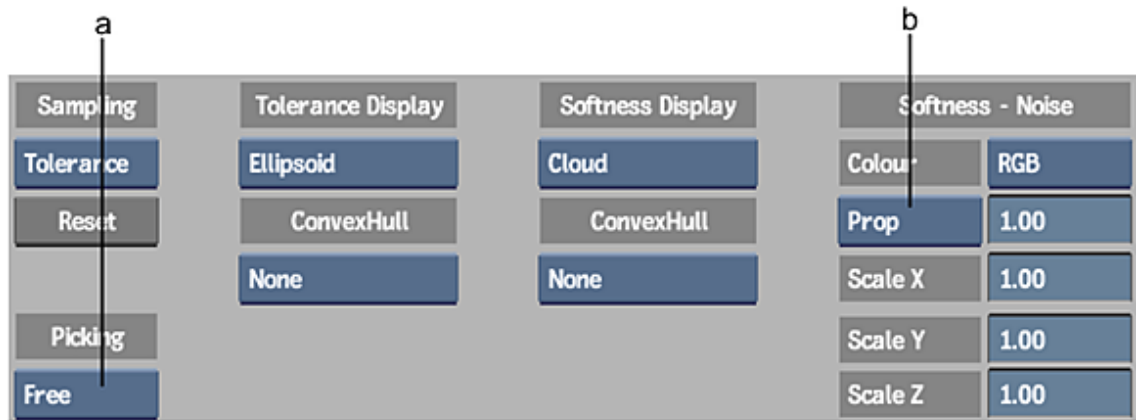 a b
Sampling Tolerance Display Softness Display Softness - Noise
Tolerance Ellipsoid Cloud Colour RGB
Reset ConvexHull ConvexHull Prop 1.00
None None Scale X 1.00
Picking Scale Y 1.00
Free Scale Z 1.00